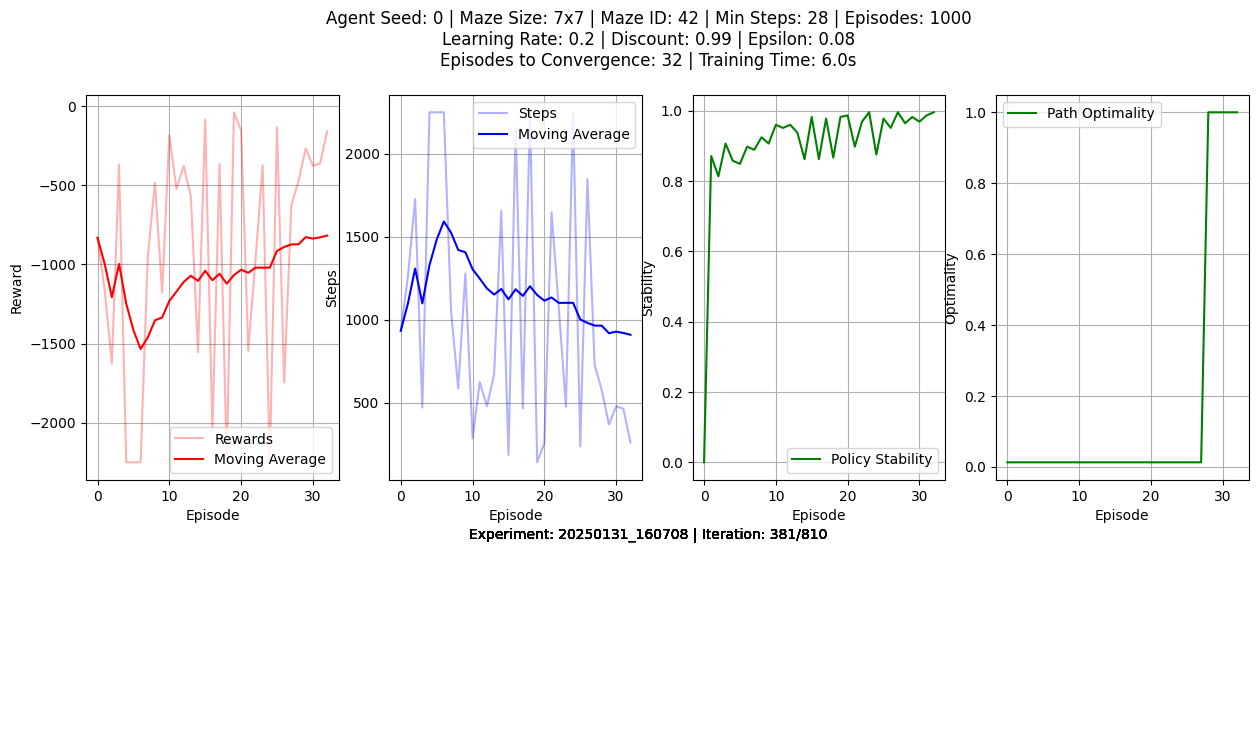 Agent Seed: 0 | Maze Size: 7x7 | Maze ID: 42 | Min Steps: 28 | Episodes: 1000
Learning Rate: 0.2 | Discount: 0.99 | Epsilon: 0.08
Episodes to Convergence: 32 | Training Time: 6.0s
Reward
0
−500
−1000
−1500
−2000
Rewards
Moving Average
0
10
20
30
Episode
Steps
2000
1500
1000
500
Steps
Moving Average
0
10
20
30
Episode
Stability
1.0
0.8
0.6
0.4
0.2
0.0
Policy Stability
0
10
20
30
Episode
Optimality
1.0
0.8
0.6
0.4
0.2
0.0
Path Optimality
0
10
20
30
Episode
Experiment: 20250131_160708 | Iteration: 381/810